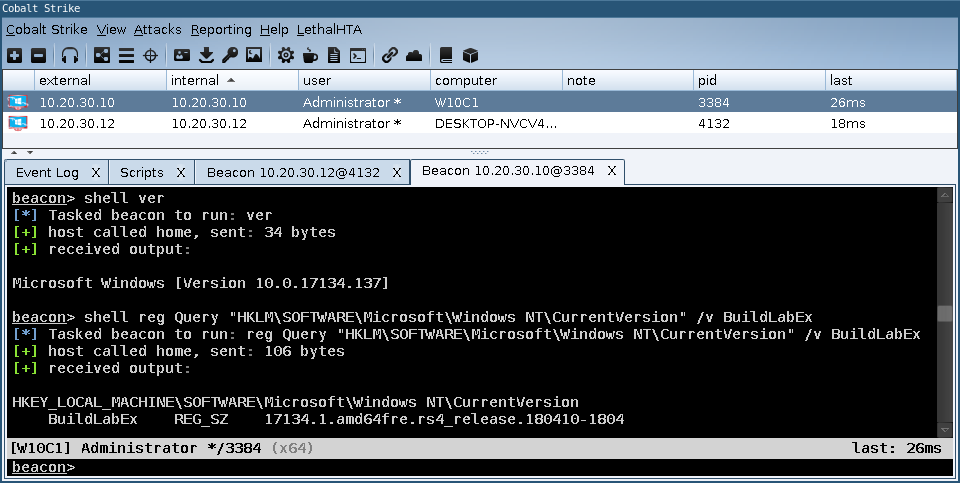 Cobalt Strike
Cobalt Strike View Attacks Reporting Help LethalHTA
external internal user computer note pid last
10.20.30.10 10.20.30.10 Administrator * W10C1 3384 26ms
10.20.30.12 10.20.30.12 Administrator * DESKTOP-NVCV4... 4132 18ms
Event Log X Scripts X Beacon 10.20.30.12@4132 X Beacon 10.20.30.10@3384 X
beacon> shell ver
[*] Tasked beacon to run: ver
[+] host called home, sent: 34 bytes
[+] received output:
Microsoft Windows [Version 10.0.17134.137]
beacon> shell reg Query "HKLM\SOFTWARE\Microsoft\Windows NT\CurrentVersion" /v BuildLabEx
[*] Tasked beacon to run: reg Query "HKLM\SOFTWARE\Microsoft\Windows NT\CurrentVersion" /v BuildLabEx
[+] host called home, sent: 106 bytes
[+] received output:
HKEY_LOCAL_MACHINE\SOFTWARE\Microsoft\Windows NT\CurrentVersion
BuildLabEx REG_SZ 17134.1.amd64fre.rs4_release.180410-1804
[W10C1] Administrator */3384 (x64) last: 26ms
beacon>